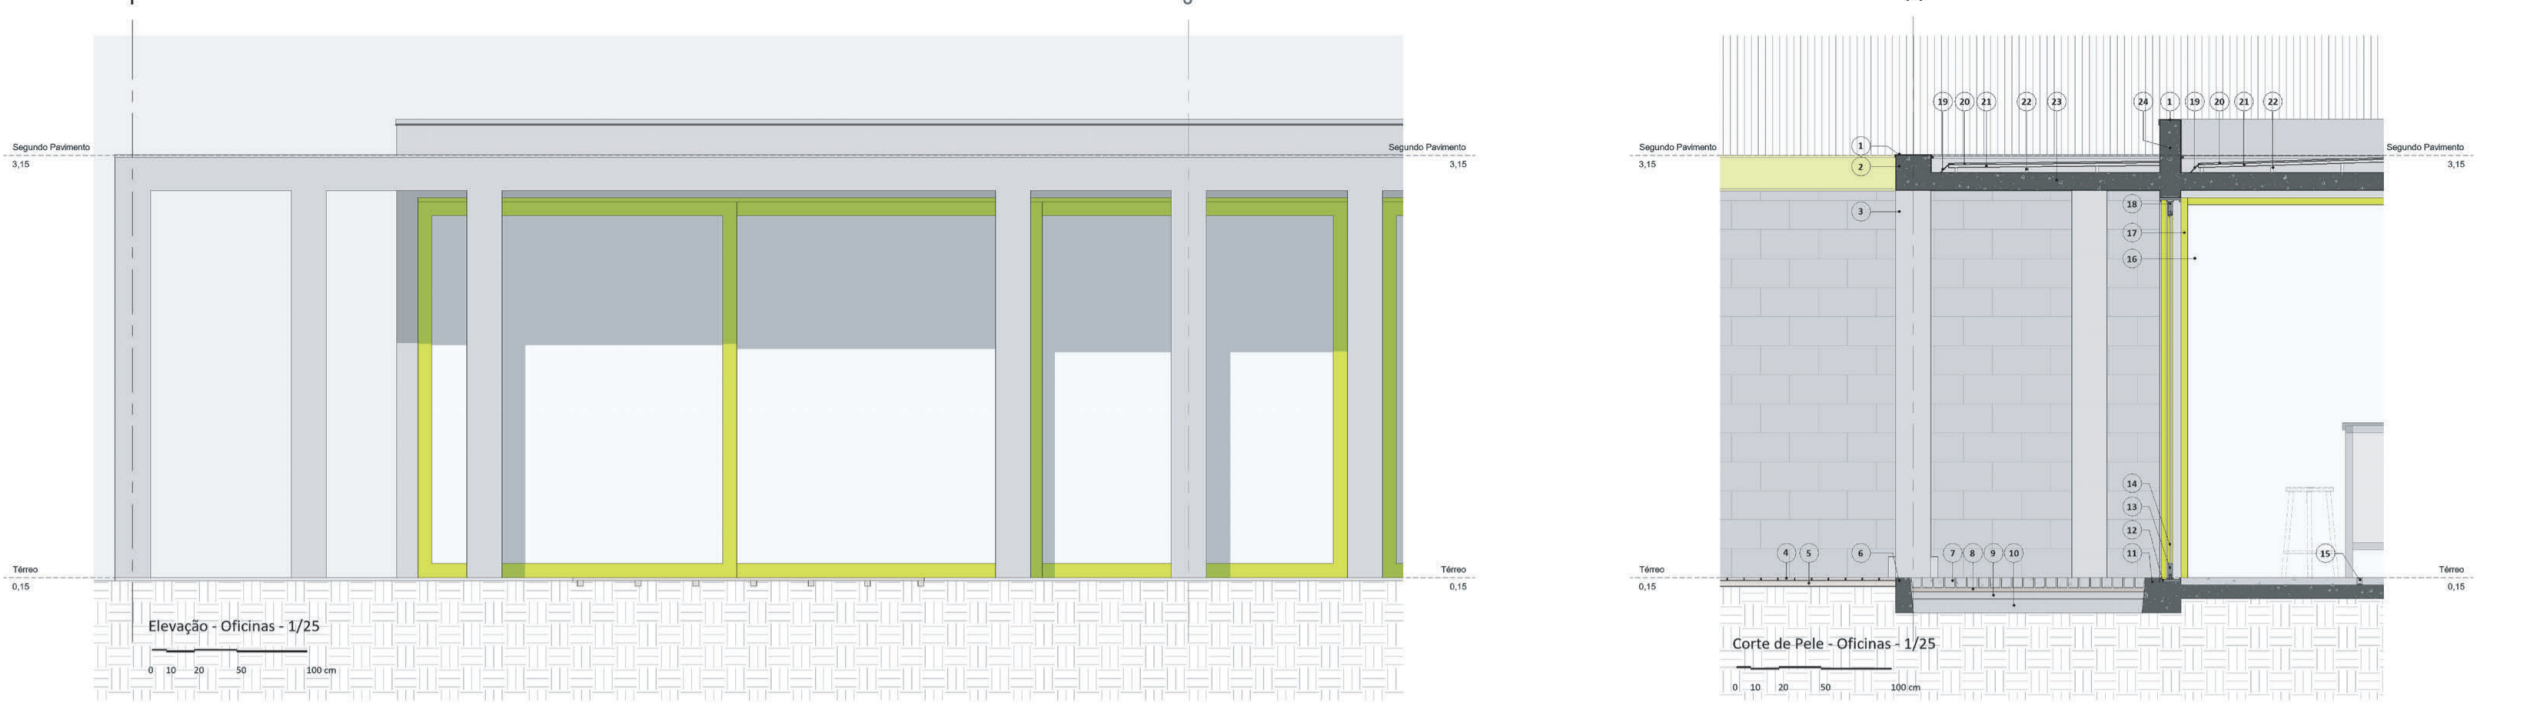 Segundo Pavimento
3,15
Segundo Pavimento
3,15
Térreo
0,15
Térreo
0,15
Elevação - Oficinas - 1/25
0 10 20 50 100 cm
19 20 21 22 23 24 1 19 20 21 22
Segundo Pavimento
3,15
1
2
Segundo Pavimento
3,15
3
18
17
16
14
13
12
4 5 6 7 8 9 10 11 15
Térreo
0,15
Térreo
0,15
Corte de Pele - Oficinas - 1/25
0 10 20 50 100 cm